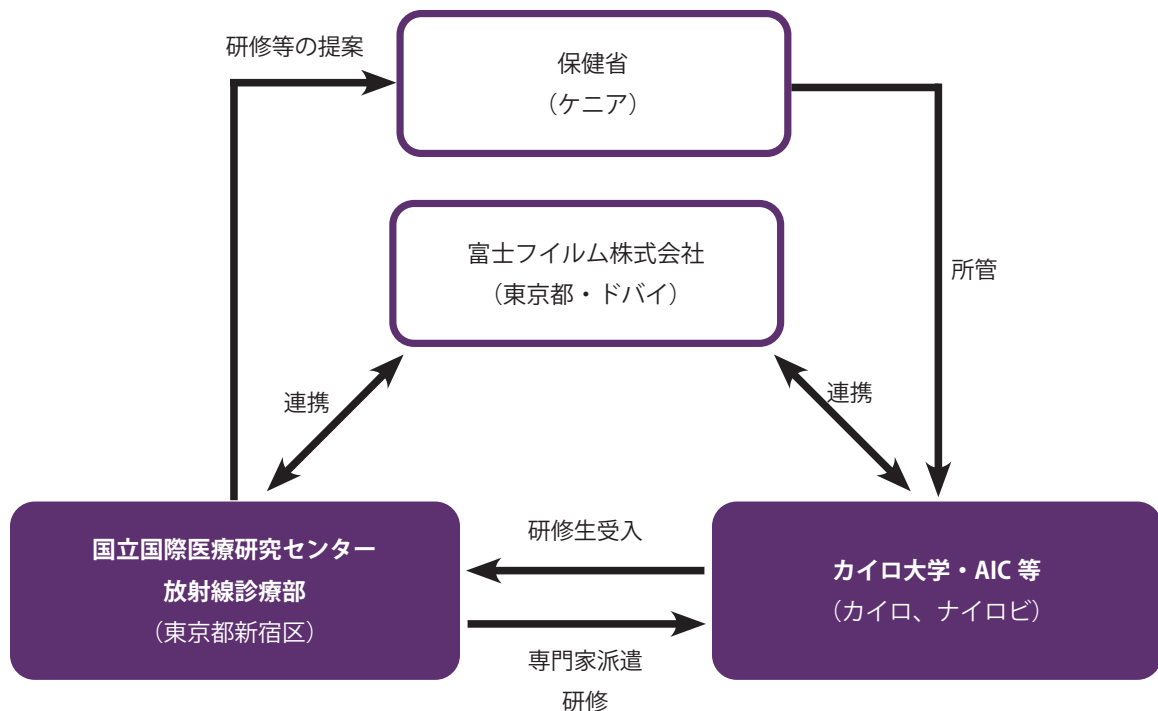 研修等の提案
保健省
（ケニア）
富士フイルム株式会社
（東京都・ドバイ）
所管
連携
連携
国立国際医療研究センター
放射線診療部
（東京都新宿区）
研修生受入
専門家派遣
研修
カイロ大学・AIC 等
（カイロ、ナイロビ）